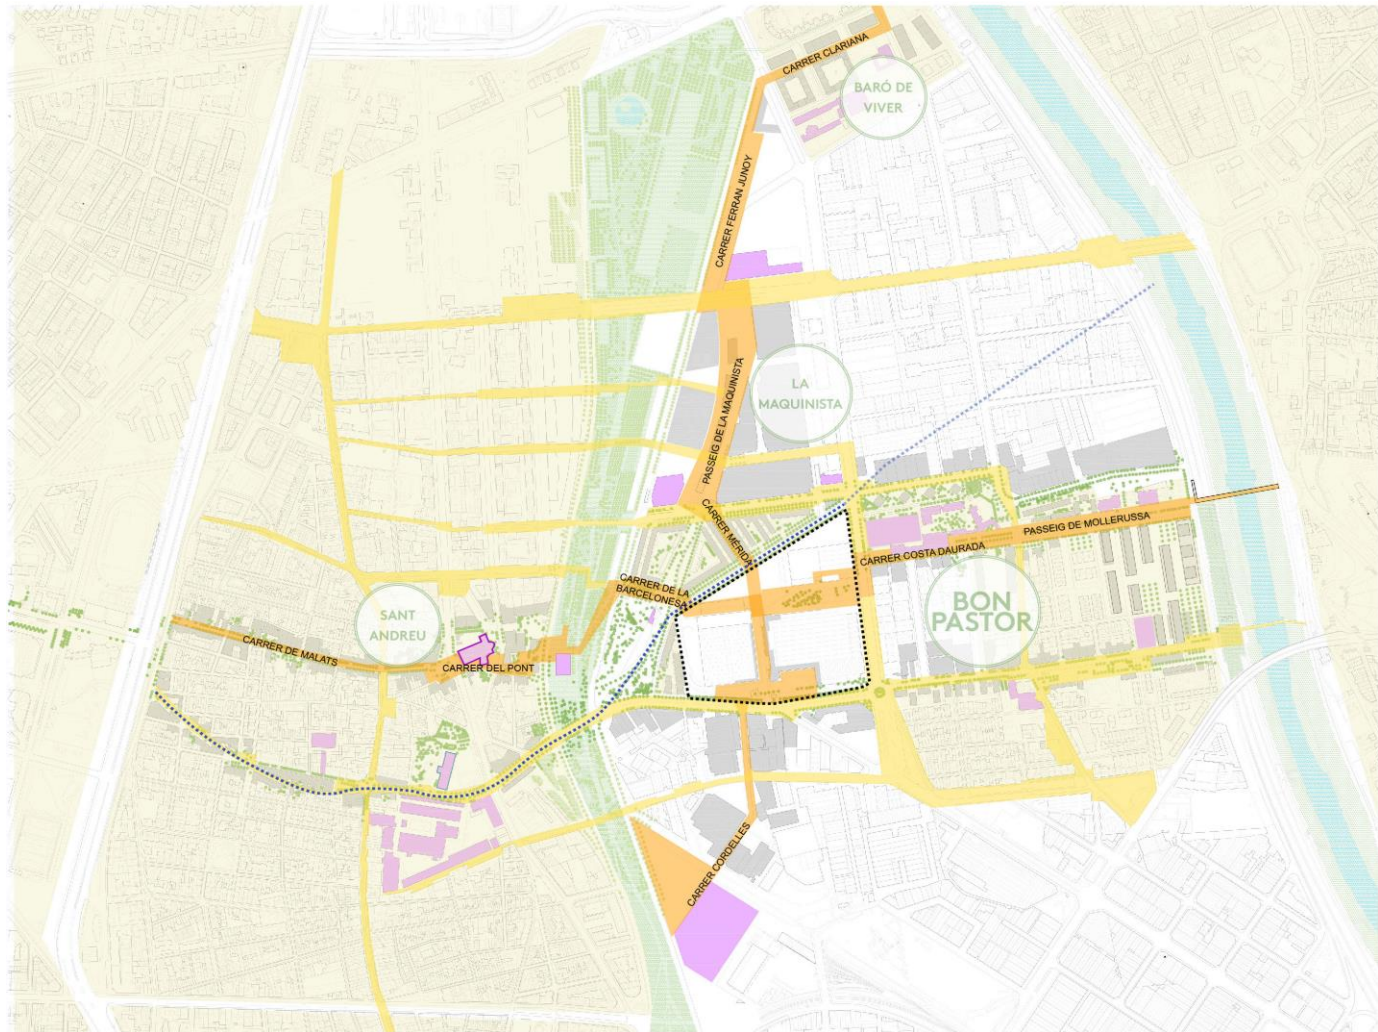 CARRER CLARIANA
BARÓ DE
VIVER
CARRER FERRAN JUNOY
LA
MAQUINISTA
PASSEIG DE LA MAQUINISTA
CARRER MÈRIDA
PASSEIG DE MOLLERUSSA
CARRER COSTA DAURADA
CARRER DE LA
BARCELONESA
SANT
ANDREU
BON
PASTOR
CARRER DE MALATS
CARRER DEL PONT
CARRER CORDELLES